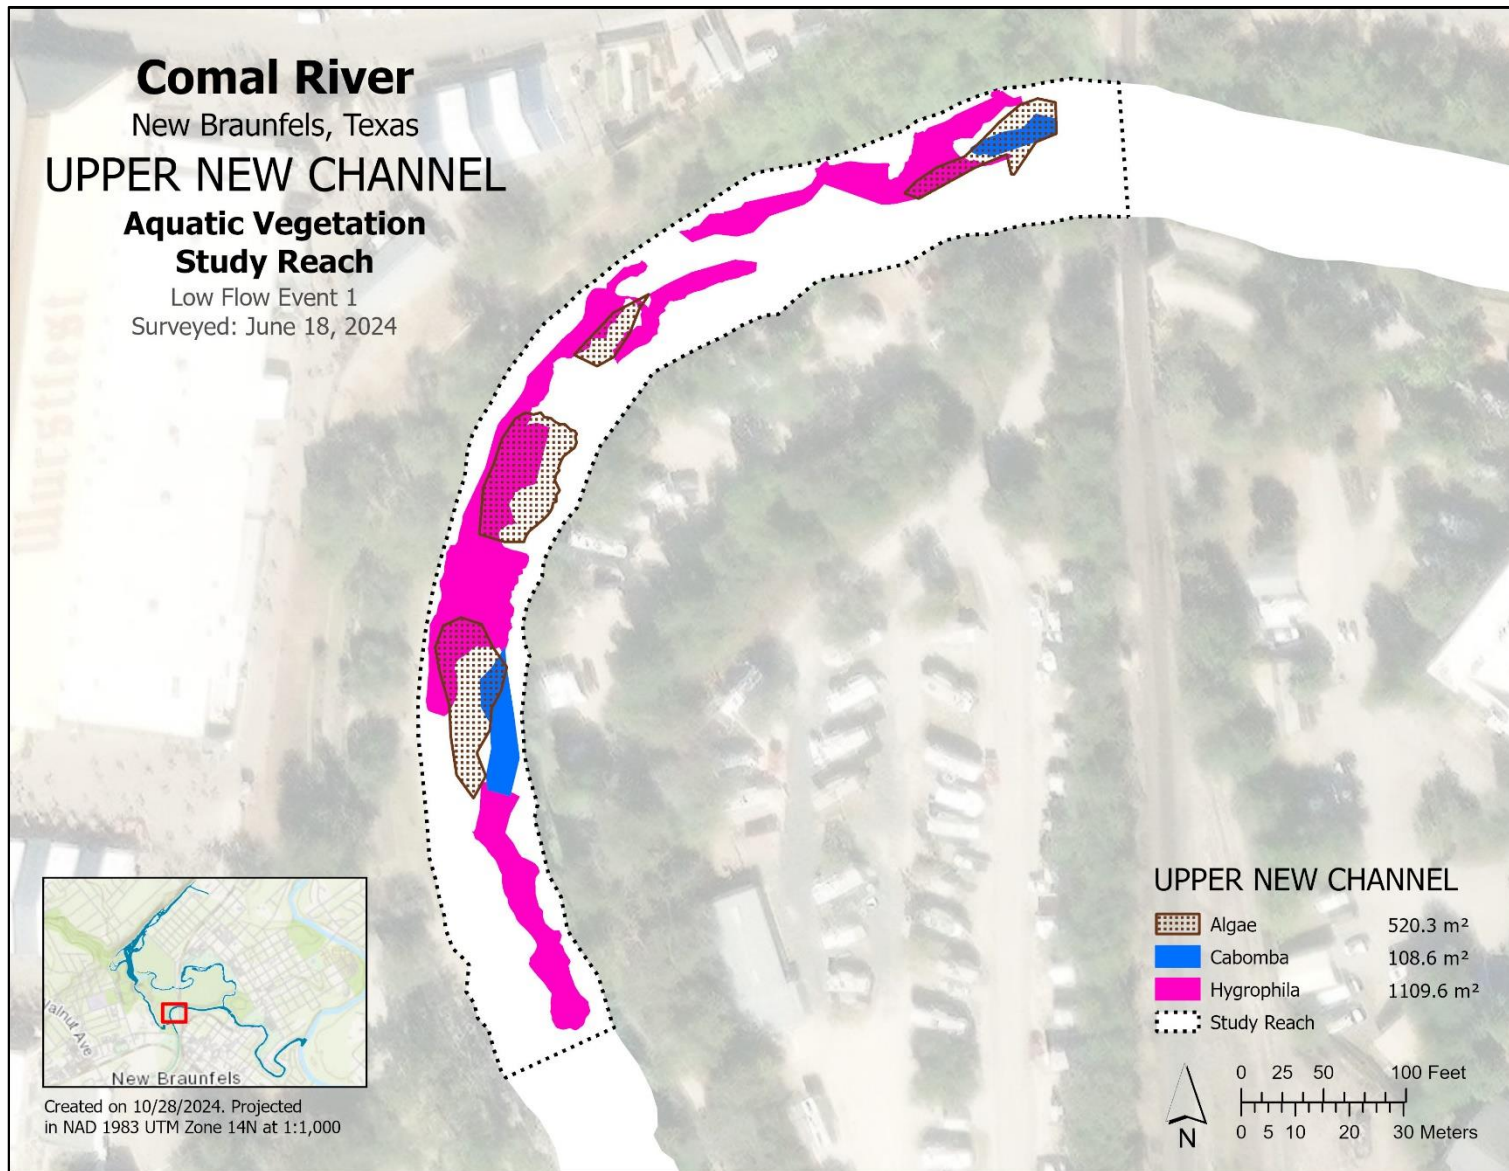 Comal River
New Braunfels, Texas
UPPER NEW CHANNEL
Aquatic Vegetation
Study Reach
Low Flow Event 1
Surveyed: June 18, 2024
Wurstfest
UPPER NEW CHANNEL
Algae 520.3 m²
Cabomba 108.6 m²
Hygrophila 1109.6 m²
Study Reach
0 25 50 100 Feet
0 5 10 20 30 Meters
N
alnut Ave
New Braunfels
Created on 10/28/2024. Projected
in NAD 1983 UTM Zone 14N at 1:1,000